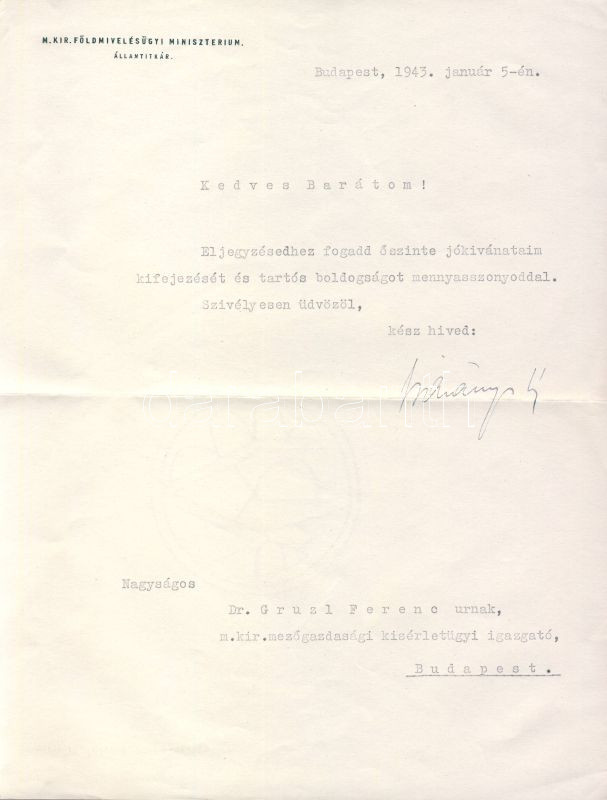 M.KIR.FÖLDMIVELÉSÜGYI MINISZTERIUM.
ÁLLANTITKÁR.
Budapest, 1943. január 5-én.
Kedves Barátom!
Eljegyzésedhez fogadd őszinte jókivánataim
kifejezését és tartós boldogságot mennyasszonyoddal.
Szivélyesen üdvözöl,
kész hived:
Nagyságos
Dr. Gruzl Ferenc urnak,
m.kir.mezőgazdasági kisérletügyi igazgató,
Budapest.